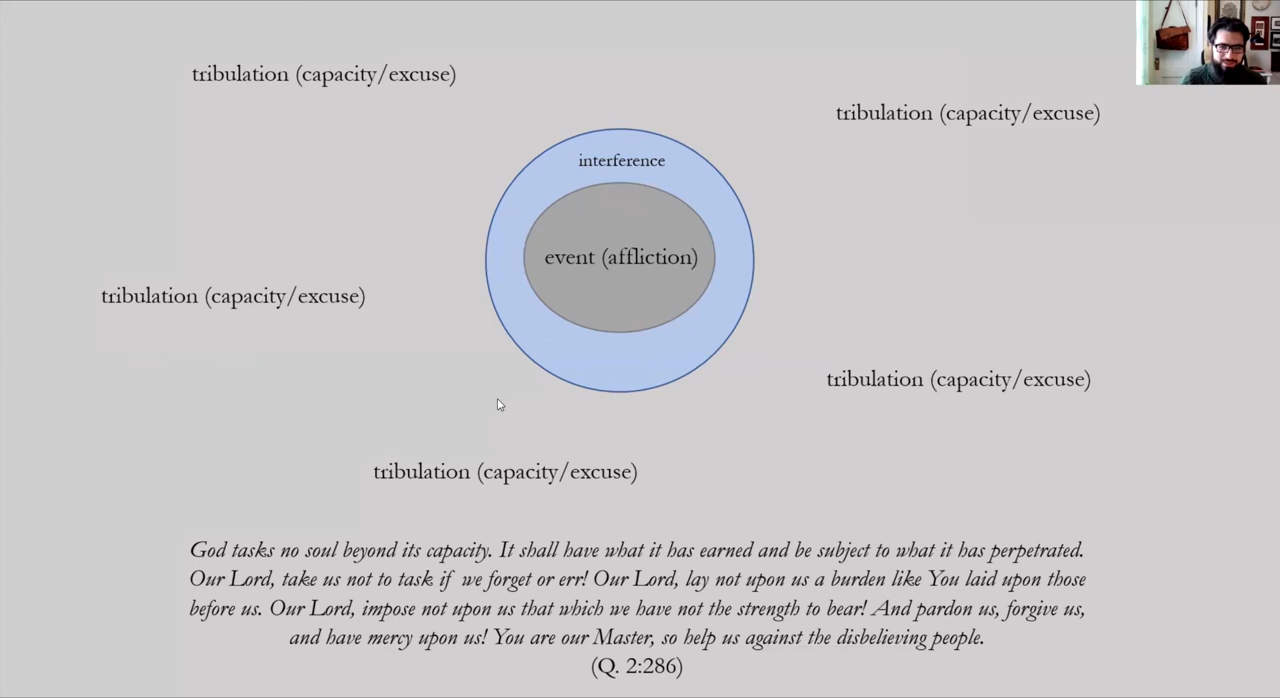 tribulation (capacity/excuse)
tribulation (capacity/excuse)
interference
event (affliction)
tribulation (capacity/excuse)
tribulation (capacity/excuse)
tribulation (capacity/excuse)
God tasks no soul beyond its capacity. It shall have what it has earned and be subject to what it has perpetrated.
Our Lord, take us not to task if we forget or err! Our Lord, lay not upon us a burden like You laid upon those
before us. Our Lord, impose not upon us that which we have not the strength to bear! And pardon us, forgive us,
and have mercy upon us! You are our Master, so help us against the disbelieving people.
(Q. 2:286)